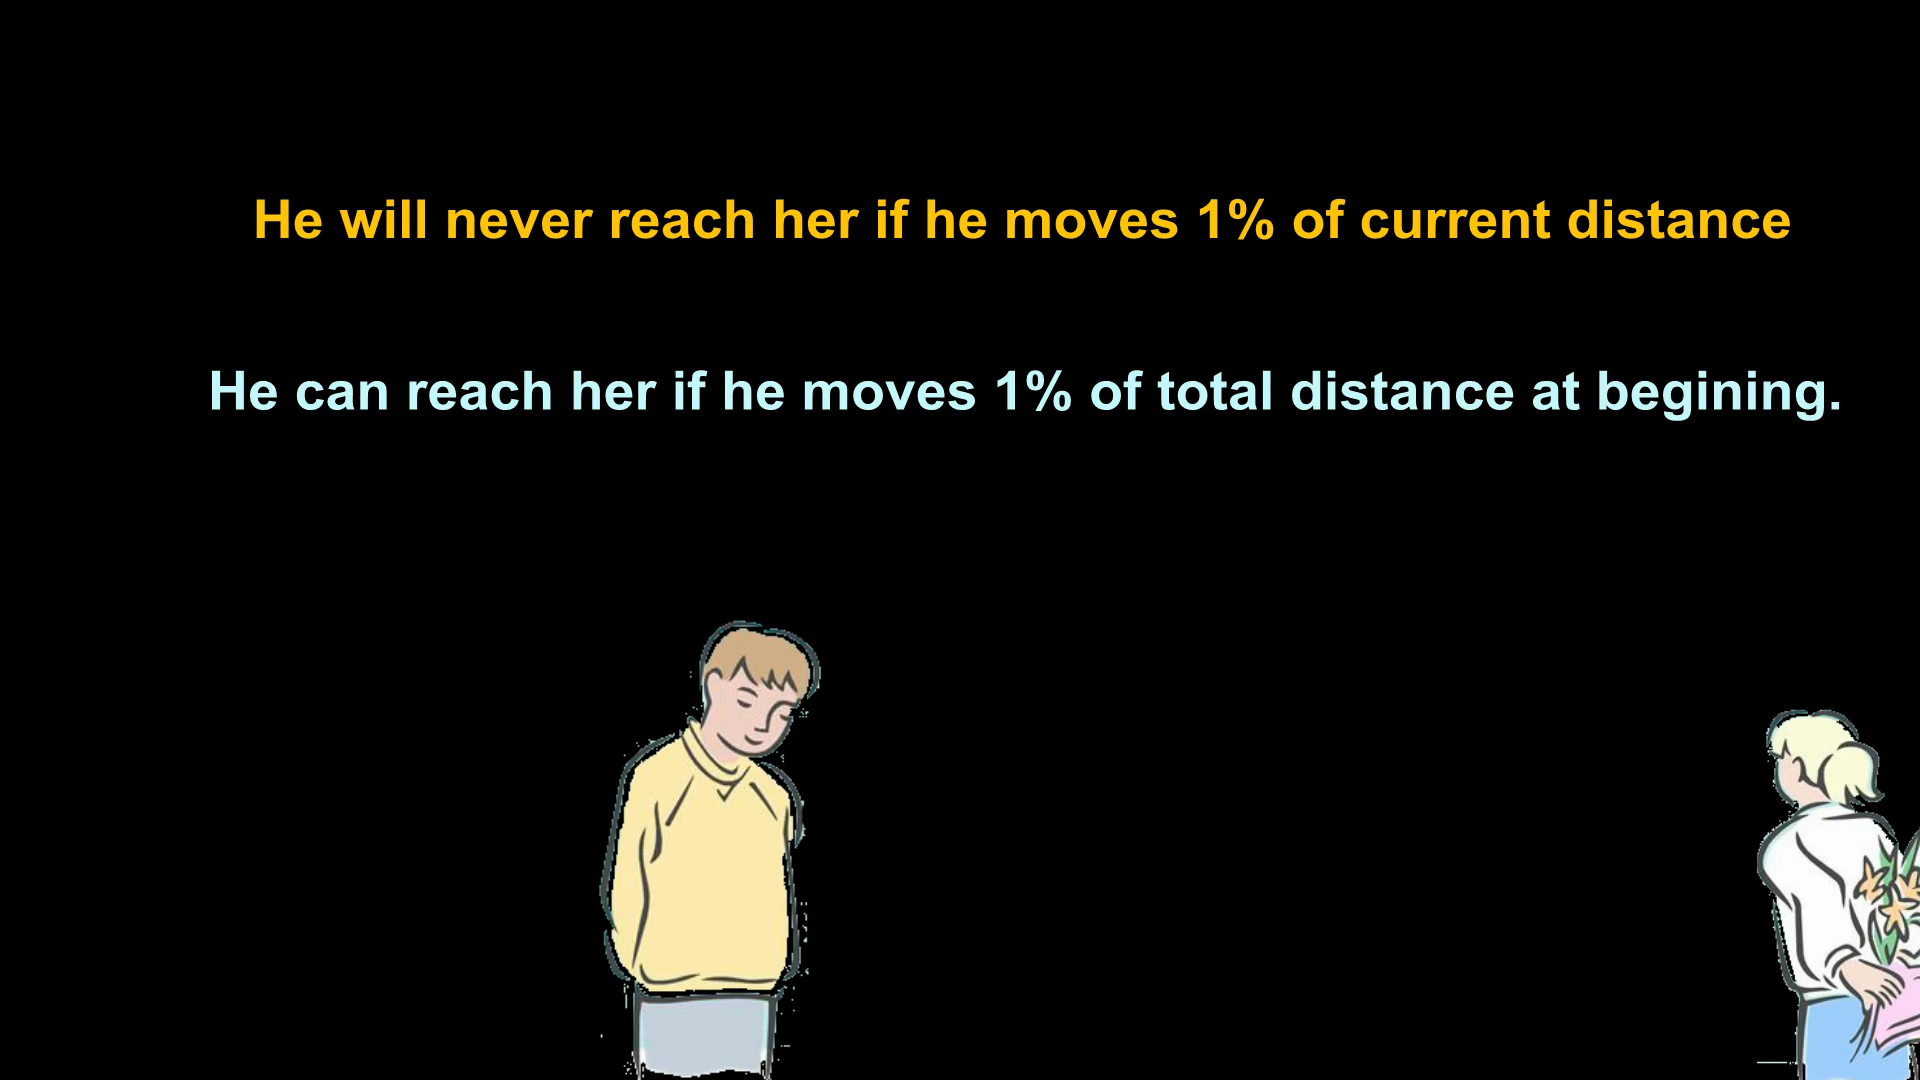 He will never reach her if he moves 1% of current distance
He can reach her if he moves 1% of total distance at begining.